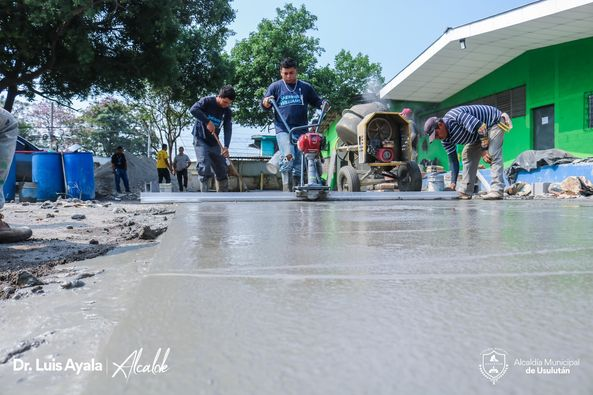 Dr. Luis Ayala
Alcalde
Alcaldía Municipal
de Usulután